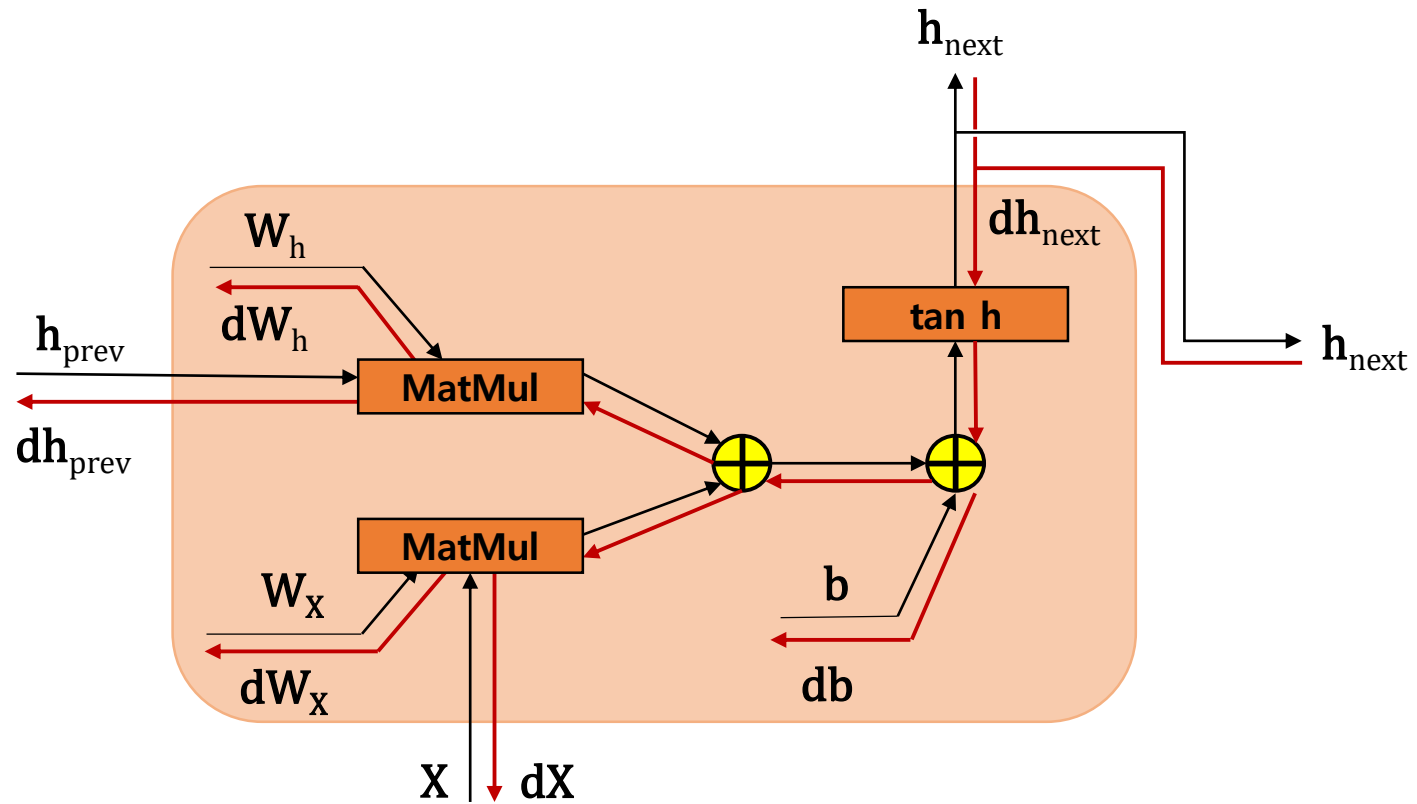 h_next
W_h
dh_next
dW_h
tan h
h_prev
h_next
MatMul
dh_prev
MatMul
W_X
b
dW_X
db
X
dX